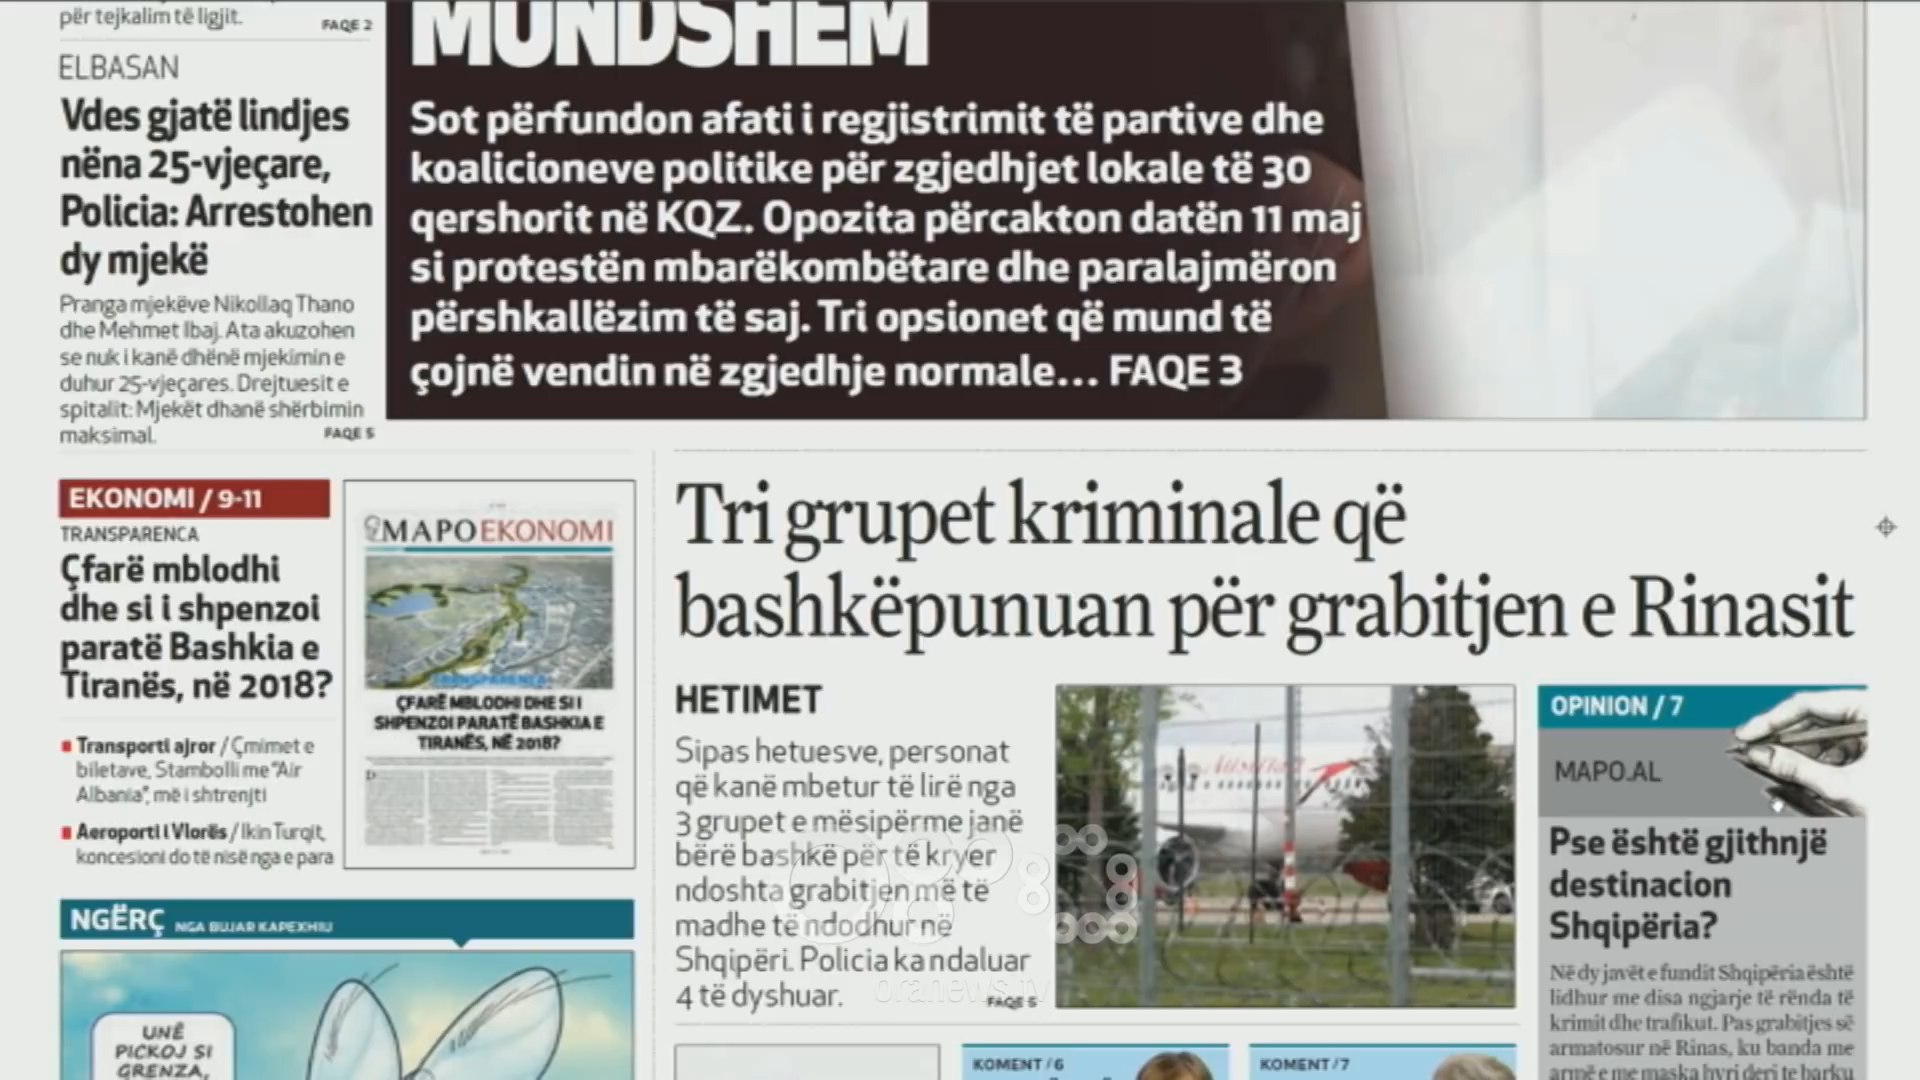 për tejkalim të ligjit.
FAQE 2
ELBASAN
Vdes gjatë lindjes
nëna 25-vjeçare,
Policia: Arrestohen
dy mjekë
Pranga mjekëve Nikollaq Thano
dhe Mehmet Ibaj. Ata akuzohen
se nuk i kanë dhënë mjekimin e
duhur 25-vjeçares. Drejtuesit e
spitalit: Mjekët dhanë shërbimin
maksimal.
FAQE 5
MUNDSHËM
Sot përfundon afati i regjistrimit të partive dhe
koalicioneve politike për zgjedhjet lokale të 30
qershorit në KQZ. Opozita përcakton datën 11 maj
si protestën mbarëkombëtare dhe paralajmëron
përshkallëzim të saj. Tri opsionet që mund të
çojnë vendin në zgjedhje normale... FAQE 3
EKONOMI / 9-11
TRANSPARENCA
Çfarë mblodhi
dhe si i shpenzoi
paratë Bashkia e
Tiranës, në 2018?
Transporti ajror / Çmimet e
biletave, Stambolli me "Air
Albania", më i shtrenjti
Aeroporti i Vlorës / Ikin Turqit,
koncesioni do të nisë nga e para
MAPOEKONOMI
TRANSPARENCA
ÇFARË MBLODHI DHE SI I
SHPENZOI PARATË BASHKIA E
TIRANËS, NË 2018?
NGËRÇ NGA BUJAR KAPEXHIU
UNË
PICKOJ SI
GRENZA,
Tri grupet kriminale që
bashkëpunuan për grabitjen e Rinasit
HETIMET
Sipas hetuesve, personat
që kanë mbetur të lirë nga
3 grupet e mësipërme janë
bërë bashkë për të kryer
ndoshta grabitjen më të
madhe të ndodhur në
Shqipëri. Policia ka ndaluar
4 të dyshuar.
FAQE 5
oranews.tv
KOMENT / 6
KOMENT / 7
OPINION / 7
MAPO.AL
Pse është gjithnjë
destinacion
Shqipëria?
Në dy javët e fundit Shqipëria është
lidhur me disa ngjarje të rënda të
krimit dhe trafikut. Pas grabitjes së
armatosur në Rinas, ku banda me
armë e me maska hyri deri te barku